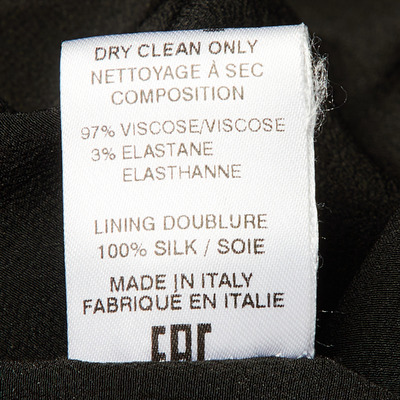 DRY CLEAN ONLY
NETTOYAGE À SEC
COMPOSITION
97% VISCOSE/VISCOSE
3% ELASTANE
ELASTHANNE
LINING DOUBLURE
100% SILK / SOIE
MADE IN ITALY
FABRIQUÉ EN ITALIE
EAC